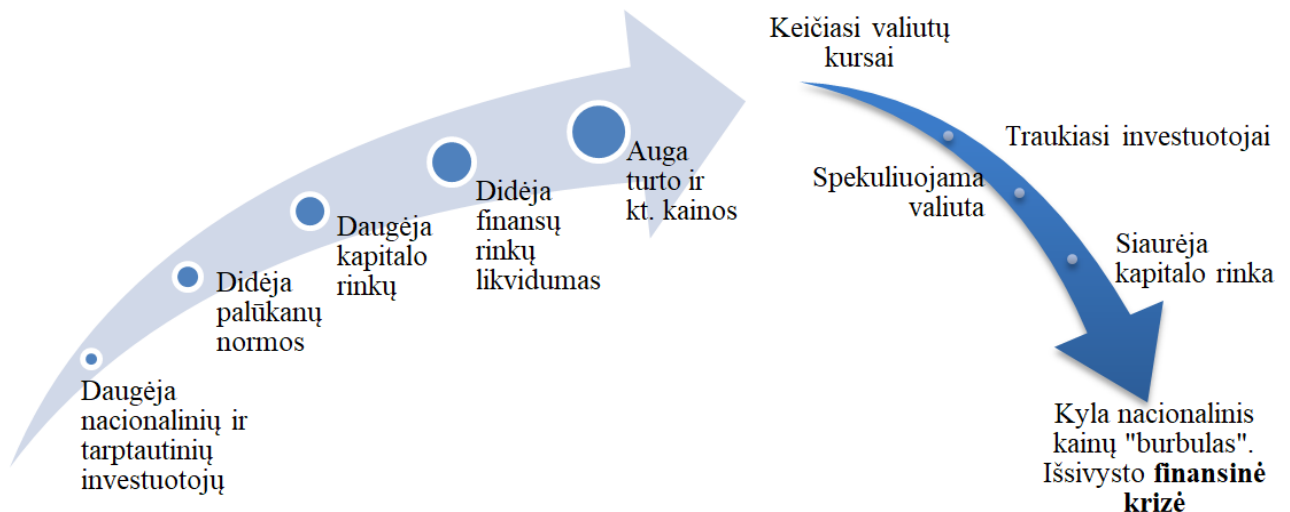 Daugėja
nacionalinių ir
tarptautinių
investuotojų
Didėja
palūkanų
normos
Daugėja
kapitalo
rinkų
Didėja
finansų
rinkų
likvidumas
Auga
turto ir
kt. kainos
Keičiasi valiutų
kursai
Traukiasi investuotojai
Spekuliuojama
valiuta
Siaurėja
kapitalo rinka
Kyla nacionalinis
kainų "burbulas".
Išsivysto finansinė
krizė